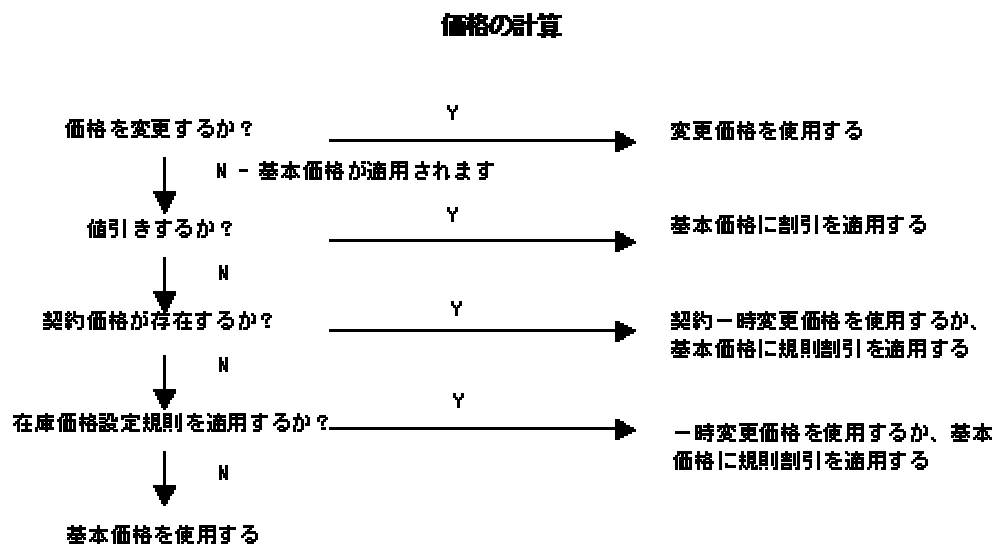 価格の計算
価格を変更するか？
Y
変更価格を使用する
N - 基本価格が適用されます
値引きするか？
Y
基本価格に割引を適用する
N
契約価格が存在するか？
Y
契約一時変更価格を使用するか、
基本価格に規則割引を適用する
N
在庫価格設定規則を適用するか？
Y
一時変更価格を使用するか、基本
価格に規則割引を適用する
N
基本価格を使用する